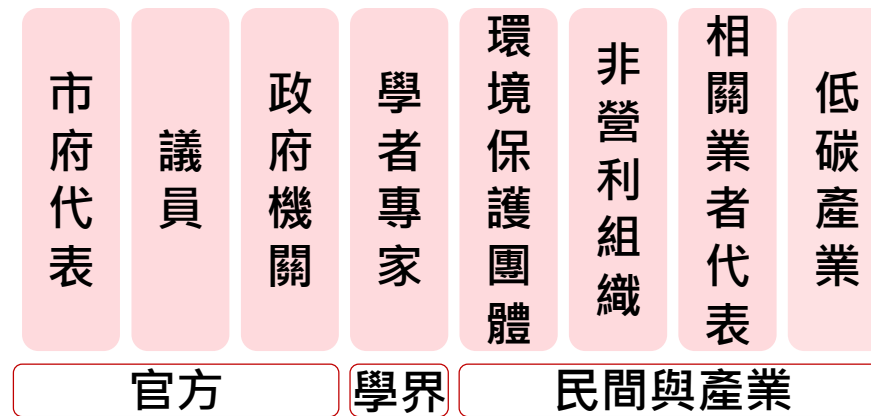 市府代表
議員
政府機關
學者專家
環境保護團體
非營利組織
相關業者代表
低碳產業
官方
學界
民間與產業